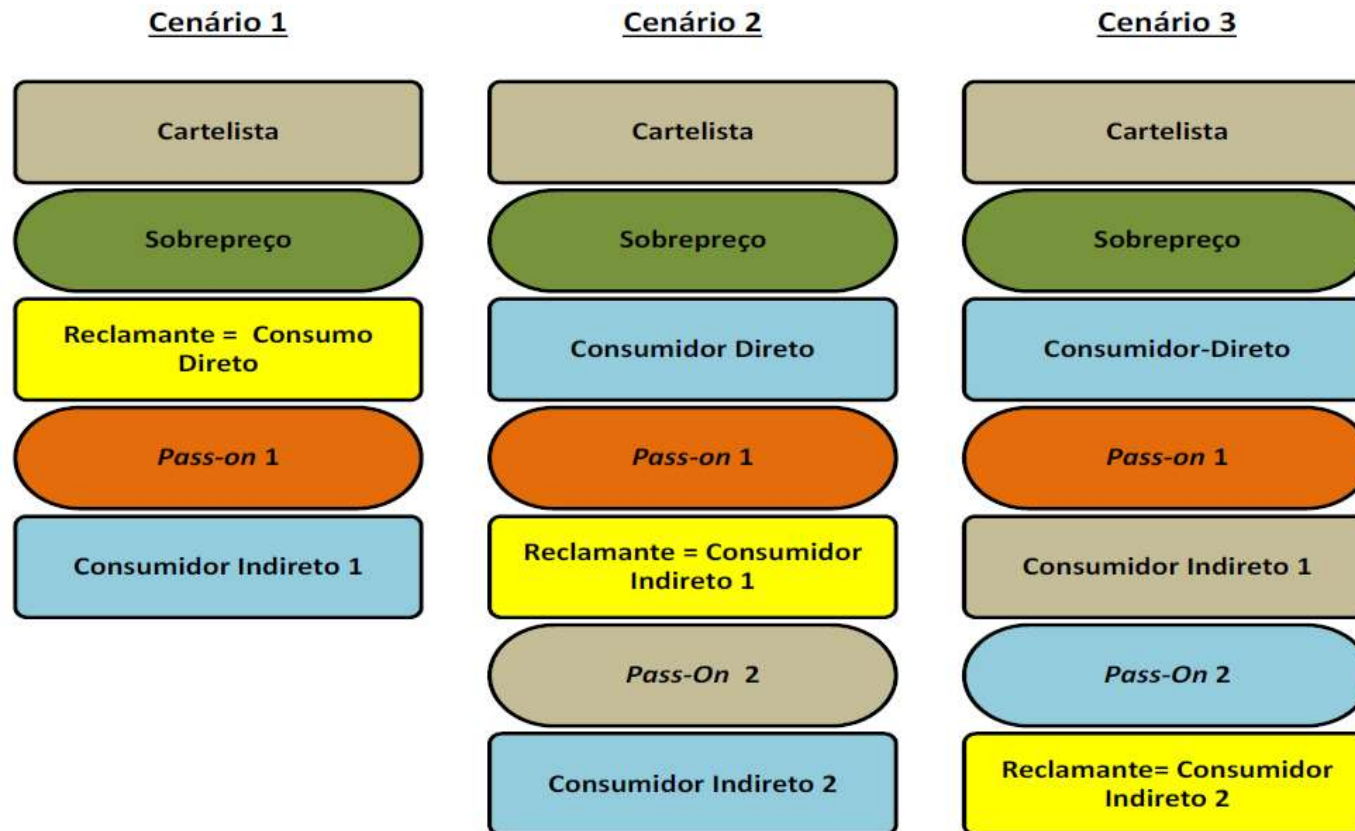 Cenário 1
Cartelista
Sobrepreço
Reclamante = Consumo
Direto
Pass-on 1
Consumidor Indireto 1
Cenário 2
Cartelista
Sobrepreço
Consumidor Direto
Pass-on 1
Reclamante = Consumidor
Indireto 1
Pass-On 2
Consumidor Indireto 2
Cenário 3
Cartelista
Sobrepreço
Consumidor-Direto
Pass-on 1
Consumidor Indireto 1
Pass-On 2
Reclamante= Consumidor
Indireto 2